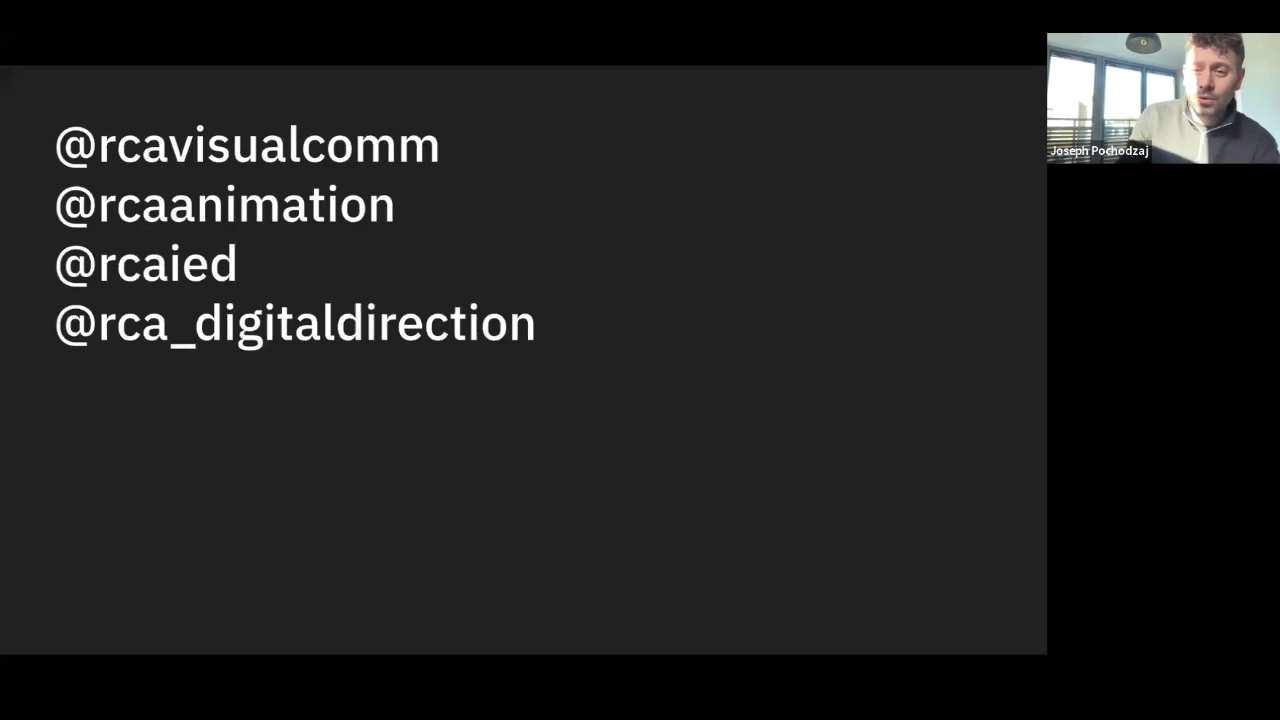 @rcavisualcomm
@rcaanimation
@rcaied
@rca_digitaldirection
Joseph Pochodzaj